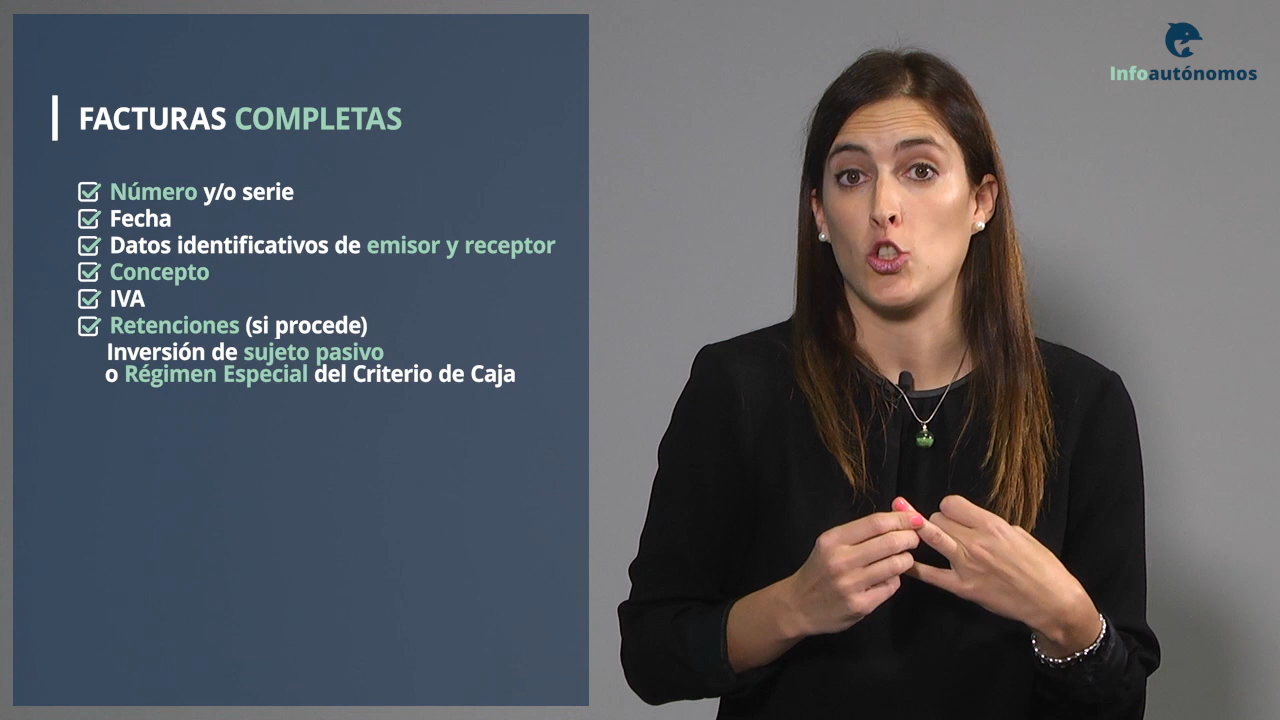 FACTURAS COMPLETAS
Número y/o serie
Fecha
Datos identificativos de emisor y receptor
Concepto
IVA
Retenciones (si procede)
Inversión de sujeto pasivo
o Régimen Especial del Criterio de Caja
Infoautónomos